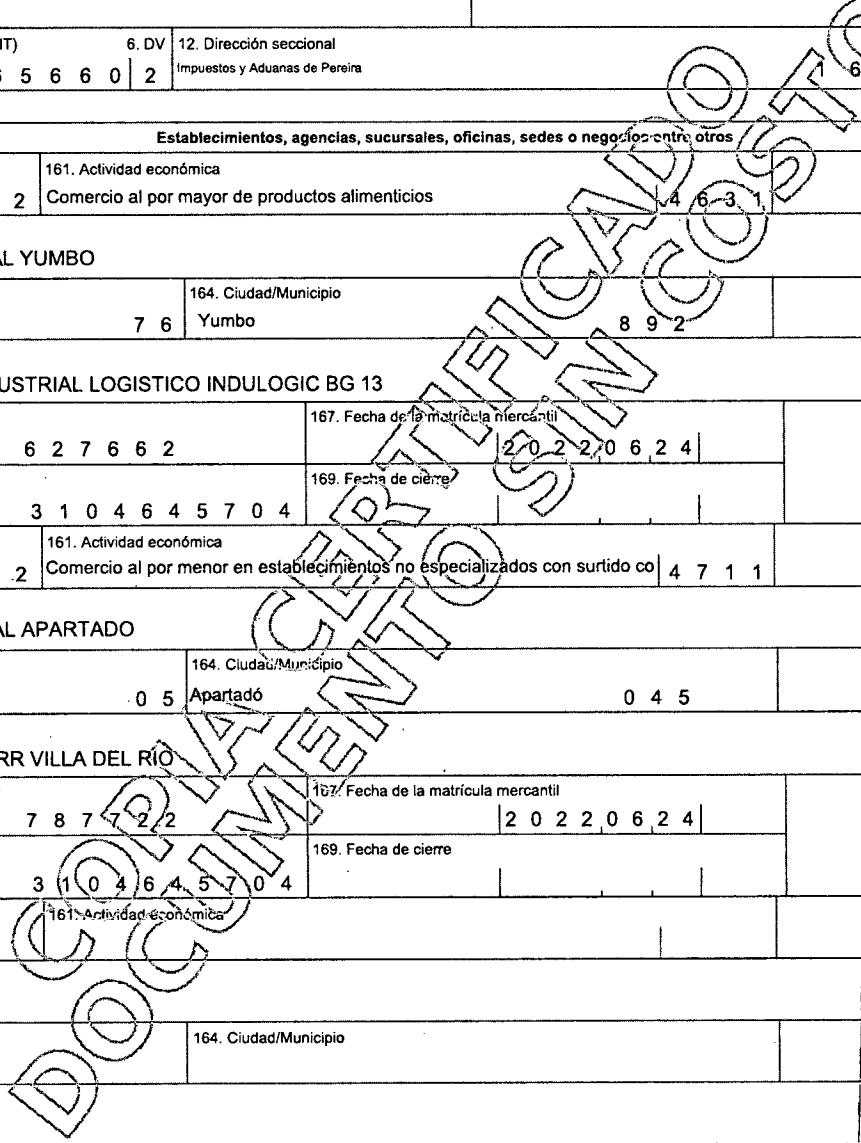 IT) 6. DV 12. Dirección seccional
5 6 6 0 2 Impuestos y Aduanas de Pereira 1 6
Establecimientos, agencias, sucursales, oficinas, sedes o negocios entre otros
161. Actividad económica
2 Comercio al por mayor de productos alimenticios 4 6 3 1
AL YUMBO
164. Ciudad/Municipio
7 6 Yumbo 8 9 2
USTRIAL LOGISTICO INDULOGIC BG 13
167. Fecha de la matrícula mercantil
6 2 7 6 6 2 2 0 2 2 0 6 2 4
169. Fecha de cierre
3 1 0 4 6 4 5 7 0 4
161. Actividad económica
2 Comercio al por menor en establecimientos no especializados con surtido co 4 7 1 1
AL APARTADO
164. Ciudad/Municipio
0 5 Apartadó 0 4 5
RR VILLA DEL RÍO
167. Fecha de la matrícula mercantil
7 8 7 7 2 2 2 0 2 2 0 6 2 4
169. Fecha de cierre
3 1 0 4 6 4 5 7 0 4
161. Actividad económica
164. Ciudad/Municipio
COPIA CERTIFICADO
DOCUMENTO SIN COSTO